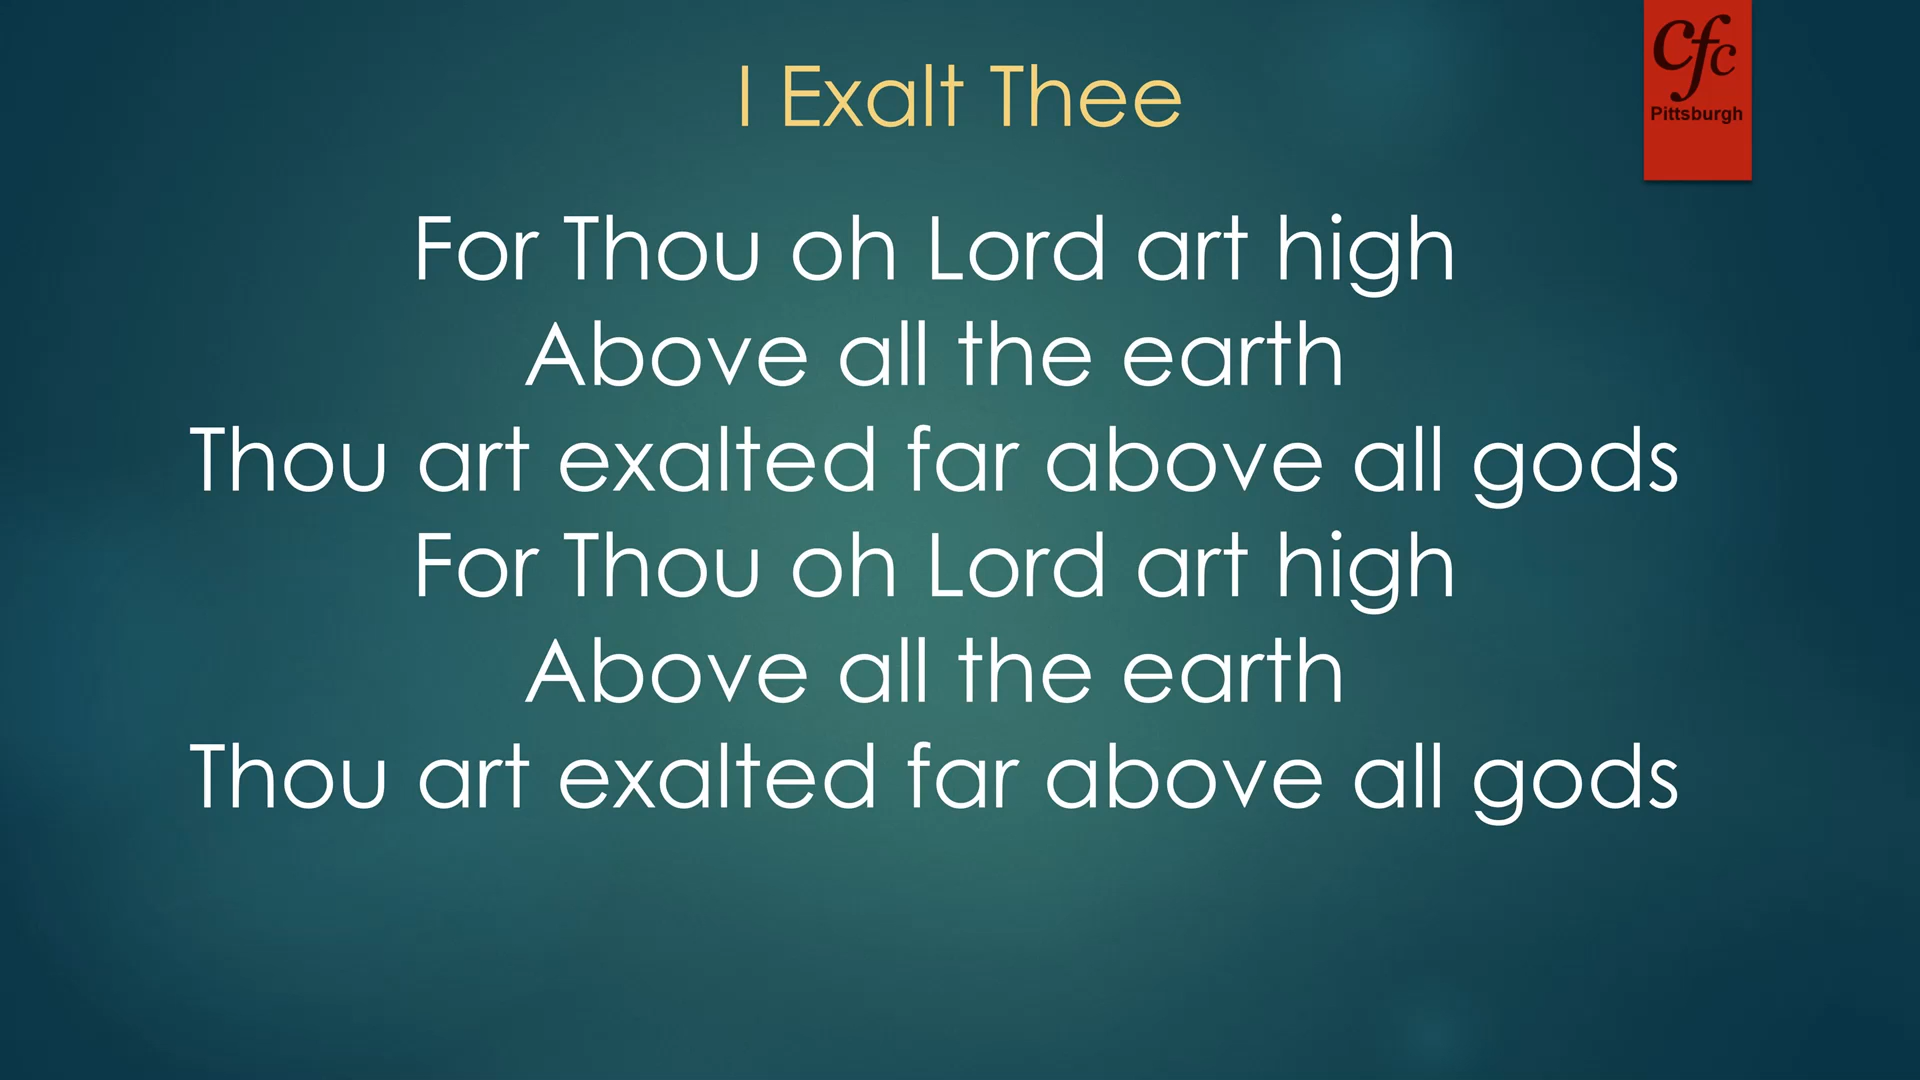 I Exalt Thee
cfc
Pittsburgh
For Thou oh Lord art high
Above all the earth
Thou art exalted far above all gods
For Thou oh Lord art high
Above all the earth
Thou art exalted far above all gods